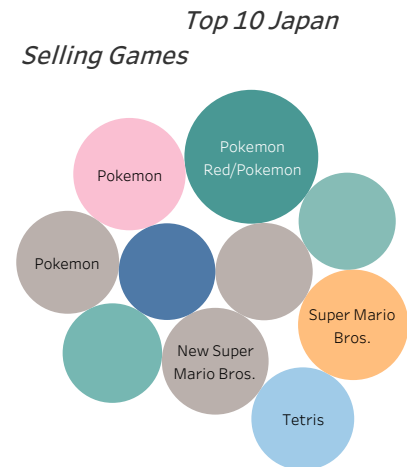 Top 10 Japan
Selling Games
Pokemon
Red/Pokemon
Pokemon
Pokemon
Super Mario
Bros.
New Super
Mario Bros.
Tetris